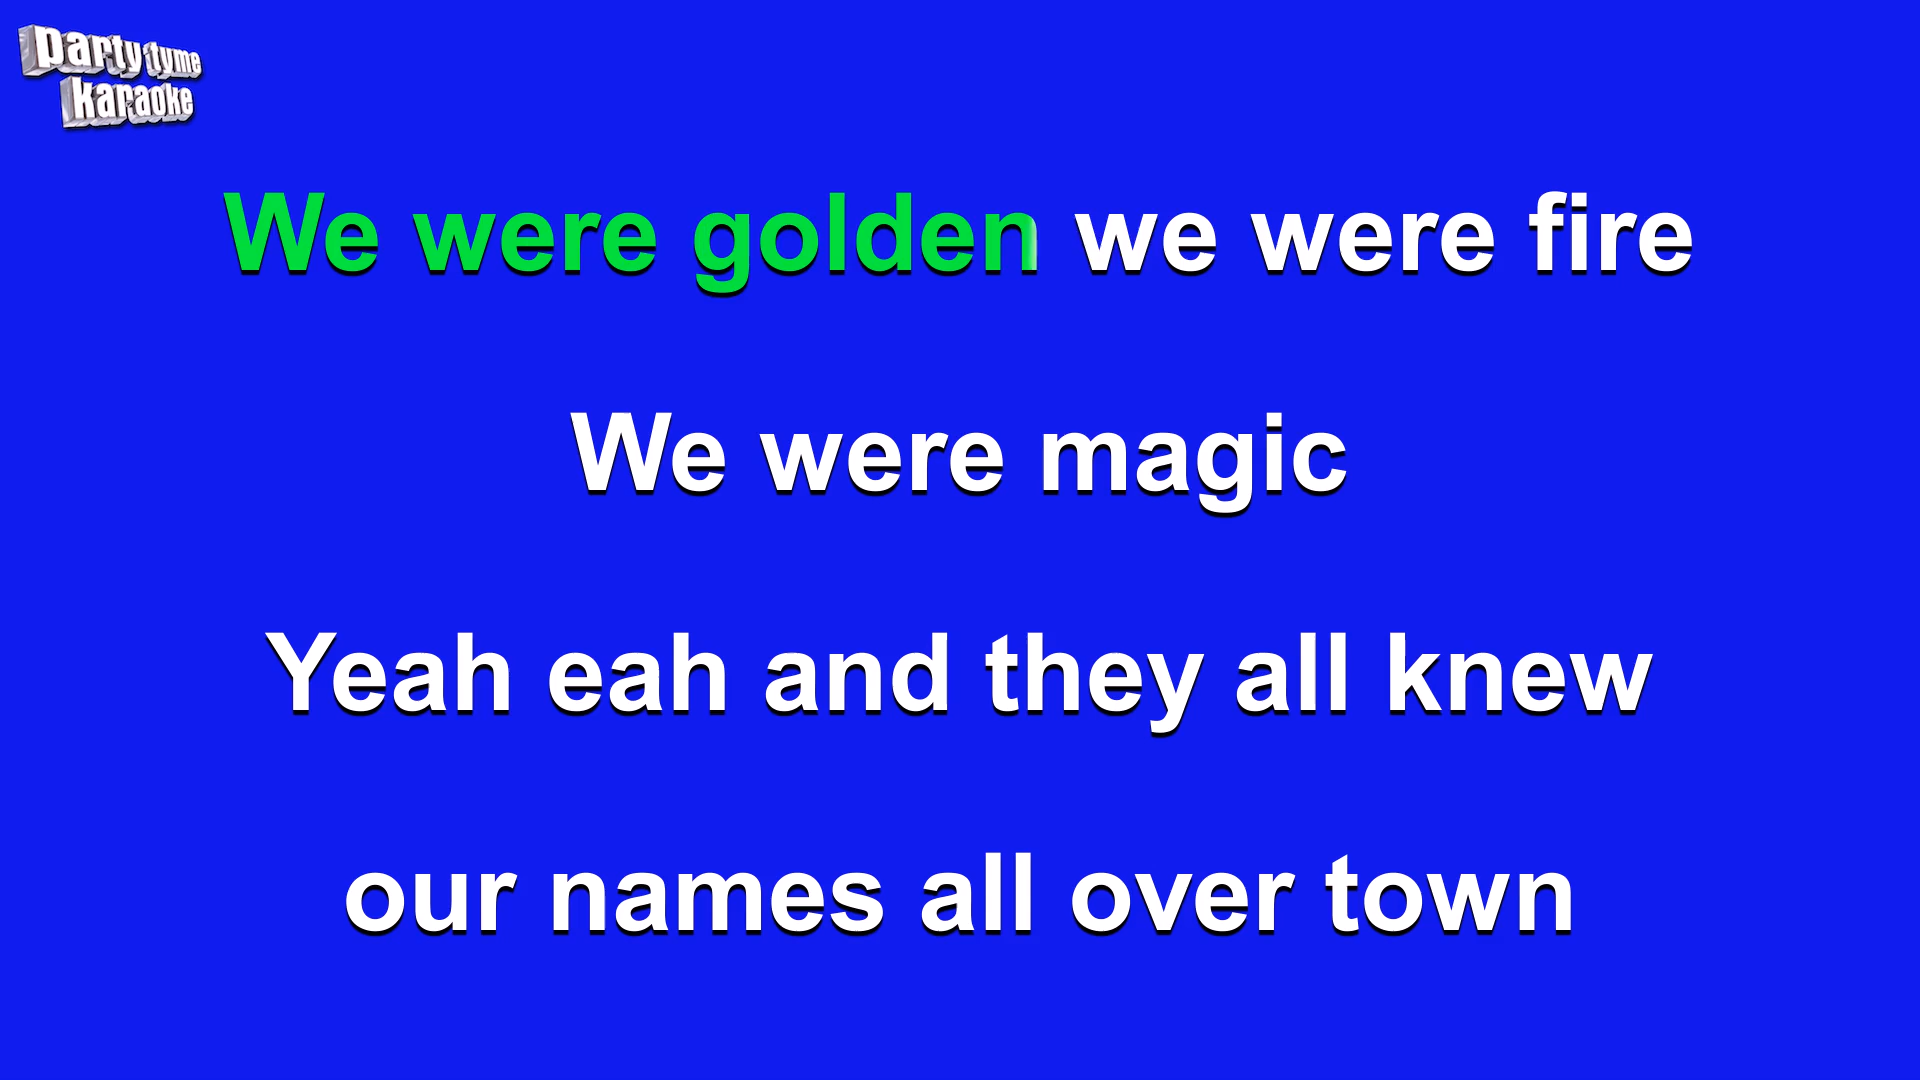 party tyme
karaoke
We were golden we were fire
We were magic
Yeah eah and they all knew
our names all over town